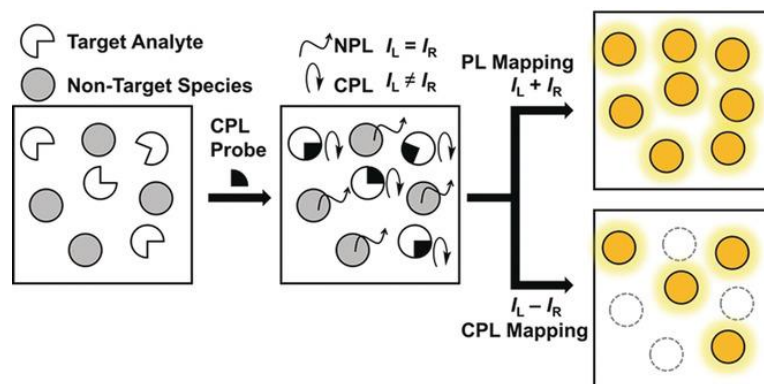 Target Analyte
Non-Target Species
CPL
Probe
NPL I_L = I_R
CPL I_L ≠ I_R
PL Mapping
I_L + I_R
I_L – I_R
CPL Mapping